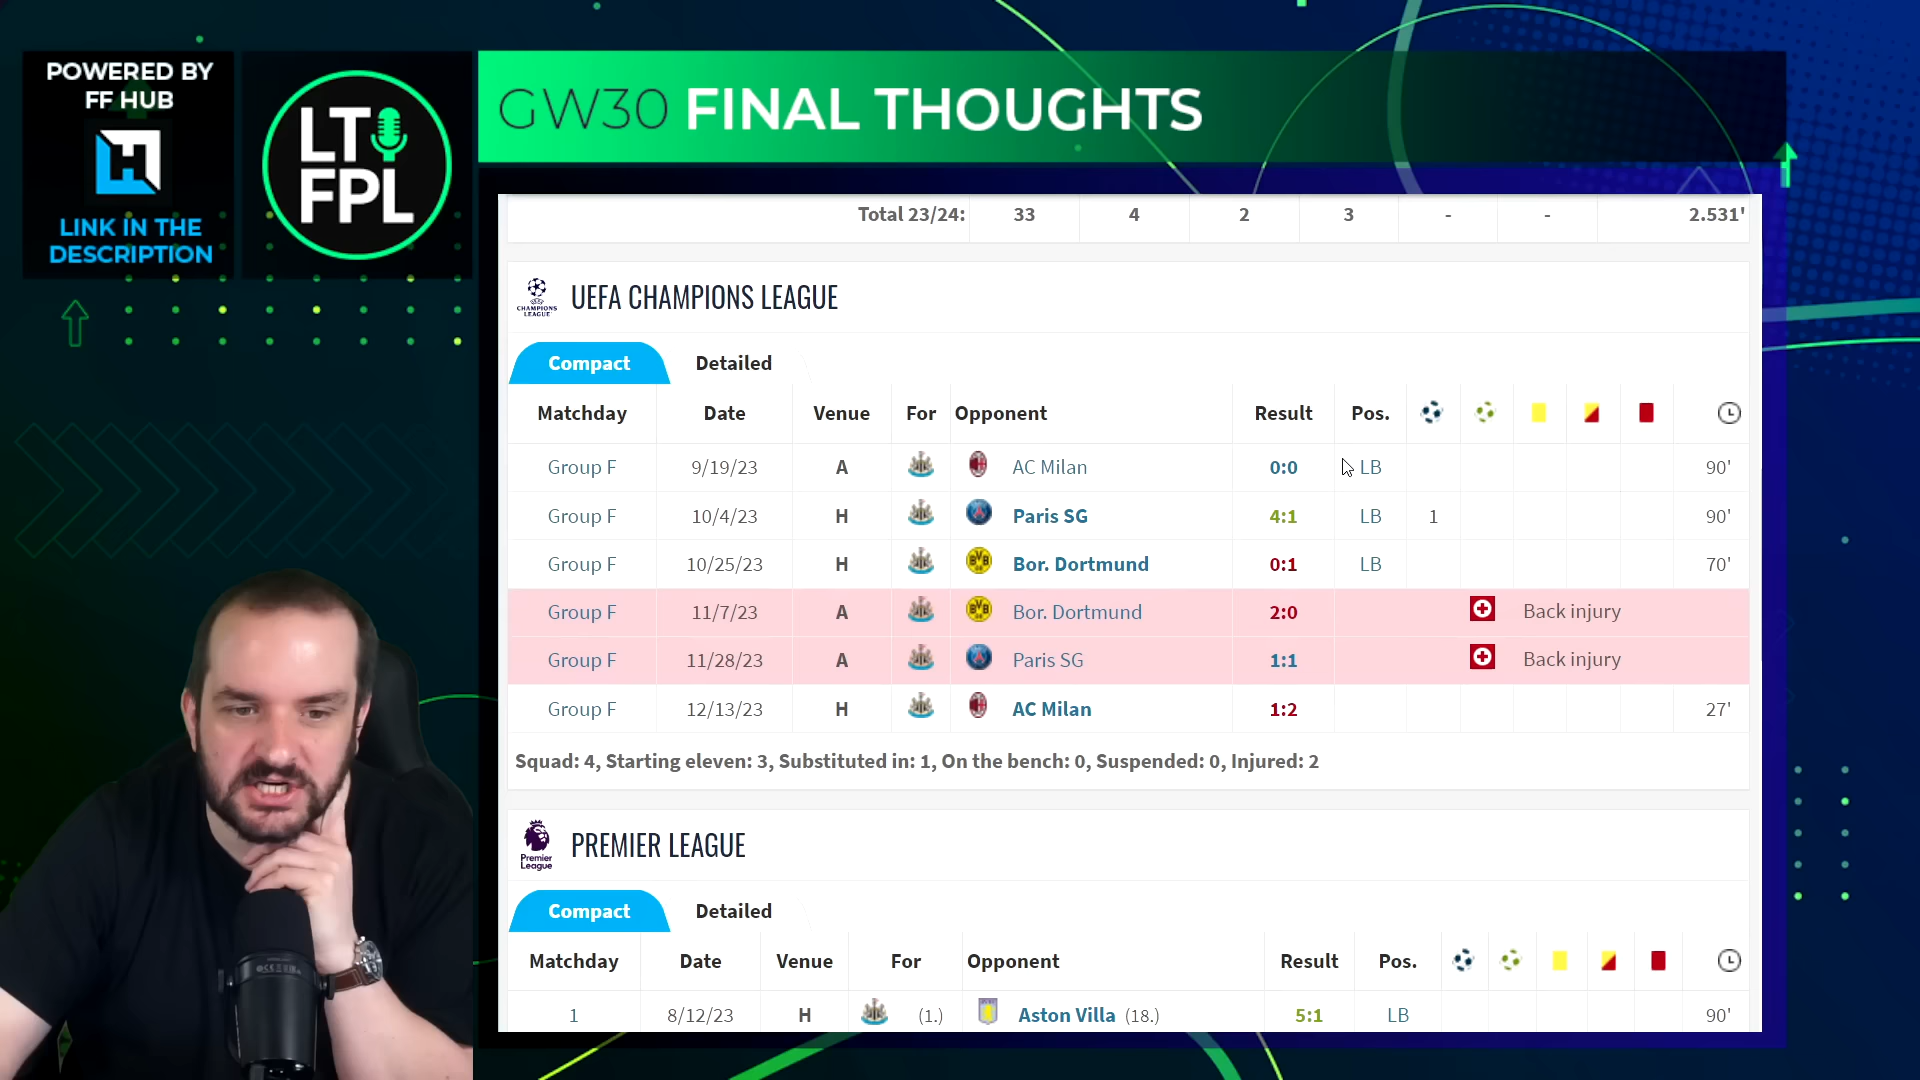 POWERED BY
FF HUB
LINK IN THE
DESCRIPTION
LT
FPL
GW30 FINAL THOUGHTS
Total 23/24: 33 4 2 3 - - 2.531'
CHAMPIONS
LEAGUE
UEFA CHAMPIONS LEAGUE
Compact Detailed
Matchday Date Venue For Opponent Result Pos.
Group F 9/19/23 A AC Milan 0:0 LB 90'
Group F 10/4/23 H Paris SG 4:1 LB 1 90'
Group F 10/25/23 H Bor. Dortmund 0:1 LB 70'
Group F 11/7/23 A Bor. Dortmund 2:0 Back injury
Group F 11/28/23 A Paris SG 1:1 Back injury
Group F 12/13/23 H AC Milan 1:2 27'
Squad: 4, Starting eleven: 3, Substituted in: 1, On the bench: 0, Suspended: 0, Injured: 2
Premier
League
PREMIER LEAGUE
Compact Detailed
Matchday Date Venue For Opponent Result Pos.
1 8/12/23 H (1.) Aston Villa (18.) 5:1 LB 90'